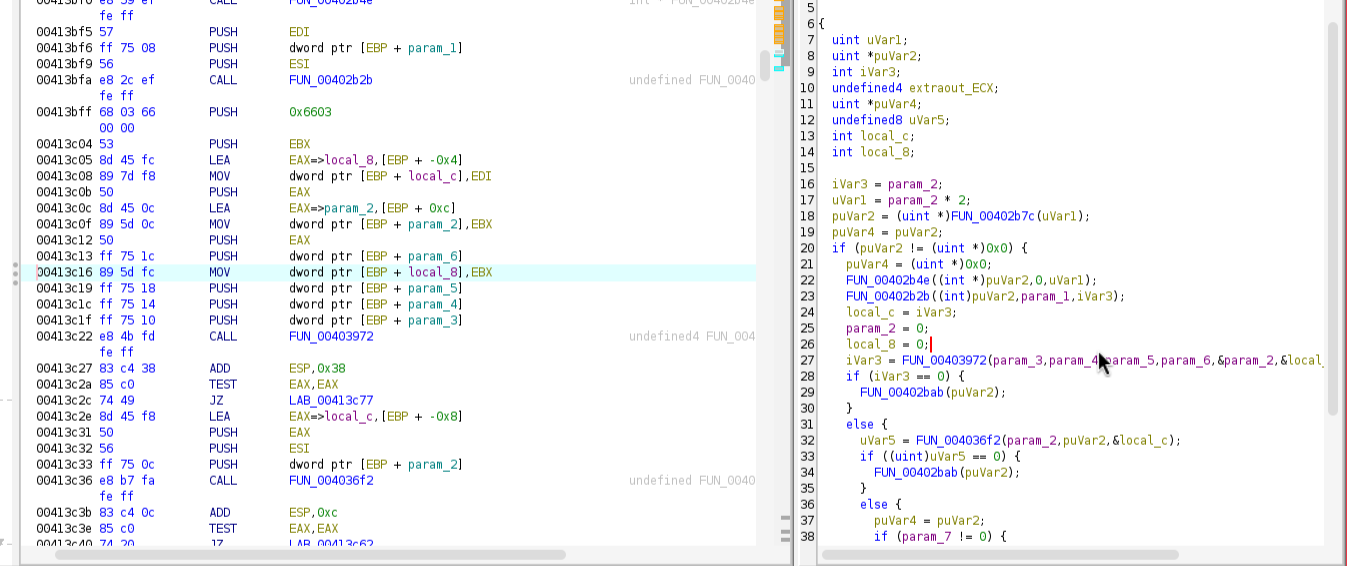 00413bf0 e8 59 ef CALL FUN_00402b4e int * FUN_00402b4e
fe ff
00413bf5 57 PUSH EDI
00413bf6 ff 75 08 PUSH dword ptr [EBP + param_1]
00413bf9 56 PUSH ESI
00413bfa e8 2c ef CALL FUN_00402b2b undefined FUN_0040
fe ff
00413bff 68 03 66 PUSH 0x6603
00 00
00413c04 53 PUSH EBX
00413c05 8d 45 fc LEA EAX=>local_8,[EBP + -0x4]
00413c08 89 7d f8 MOV dword ptr [EBP + local_c],EDI
00413c0b 50 PUSH EAX
00413c0c 8d 45 0c LEA EAX=>param_2,[EBP + 0xc]
00413c0f 89 5d 0c MOV dword ptr [EBP + param_2],EBX
00413c12 50 PUSH EAX
00413c13 ff 75 1c PUSH dword ptr [EBP + param_6]
00413c16 89 5d fc MOV dword ptr [EBP + local_8],EBX
00413c19 ff 75 18 PUSH dword ptr [EBP + param_5]
00413c1c ff 75 14 PUSH dword ptr [EBP + param_4]
00413c1f ff 75 10 PUSH dword ptr [EBP + param_3]
00413c22 e8 4b fd CALL FUN_00403972 undefined4 FUN_004
fe ff
00413c27 83 c4 38 ADD ESP,0x38
00413c2a 85 c0 TEST EAX,EAX
00413c2c 74 49 JZ LAB_00413c77
00413c2e 8d 45 f8 LEA EAX=>local_c,[EBP + -0x8]
00413c31 50 PUSH EAX
00413c32 56 PUSH ESI
00413c33 ff 75 0c PUSH dword ptr [EBP + param_2]
00413c36 e8 b7 fa CALL FUN_004036f2 undefined FUN_0040
fe ff
00413c3b 83 c4 0c ADD ESP,0xc
00413c3e 85 c0 TEST EAX,EAX
00413c40 74 20 JZ LAB_00413c62
5
6 {
7 uint uVar1;
8 uint *puVar2;
9 int iVar3;
10 undefined4 extraout_ECX;
11 uint *puVar4;
12 undefined8 uVar5;
13 int local_c;
14 int local_8;
15
16 iVar3 = param_2;
17 uVar1 = param_2 * 2;
18 puVar2 = (uint *)FUN_00402b7c(uVar1);
19 puVar4 = puVar2;
20 if (puVar2 != (uint *)0x0) {
21 puVar4 = (uint *)0x0;
22 FUN_00402b4e((int *)puVar2,0,uVar1);
23 FUN_00402b2b((int)puVar2,param_1,iVar3);
24 local_c = iVar3;
25 param_2 = 0;
26 local_8 = 0;
27 iVar3 = FUN_00403972(param_3,param_4,param_5,param_6,&param_2,&local_
28 if (iVar3 == 0) {
29 FUN_00402bab(puVar2);
30 }
31 else {
32 uVar5 = FUN_004036f2(param_2,puVar2,&local_c);
33 if ((uint)uVar5 == 0) {
34 FUN_00402bab(puVar2);
35 }
36 else {
37 puVar4 = puVar2;
38 if (param_7 != 0) {